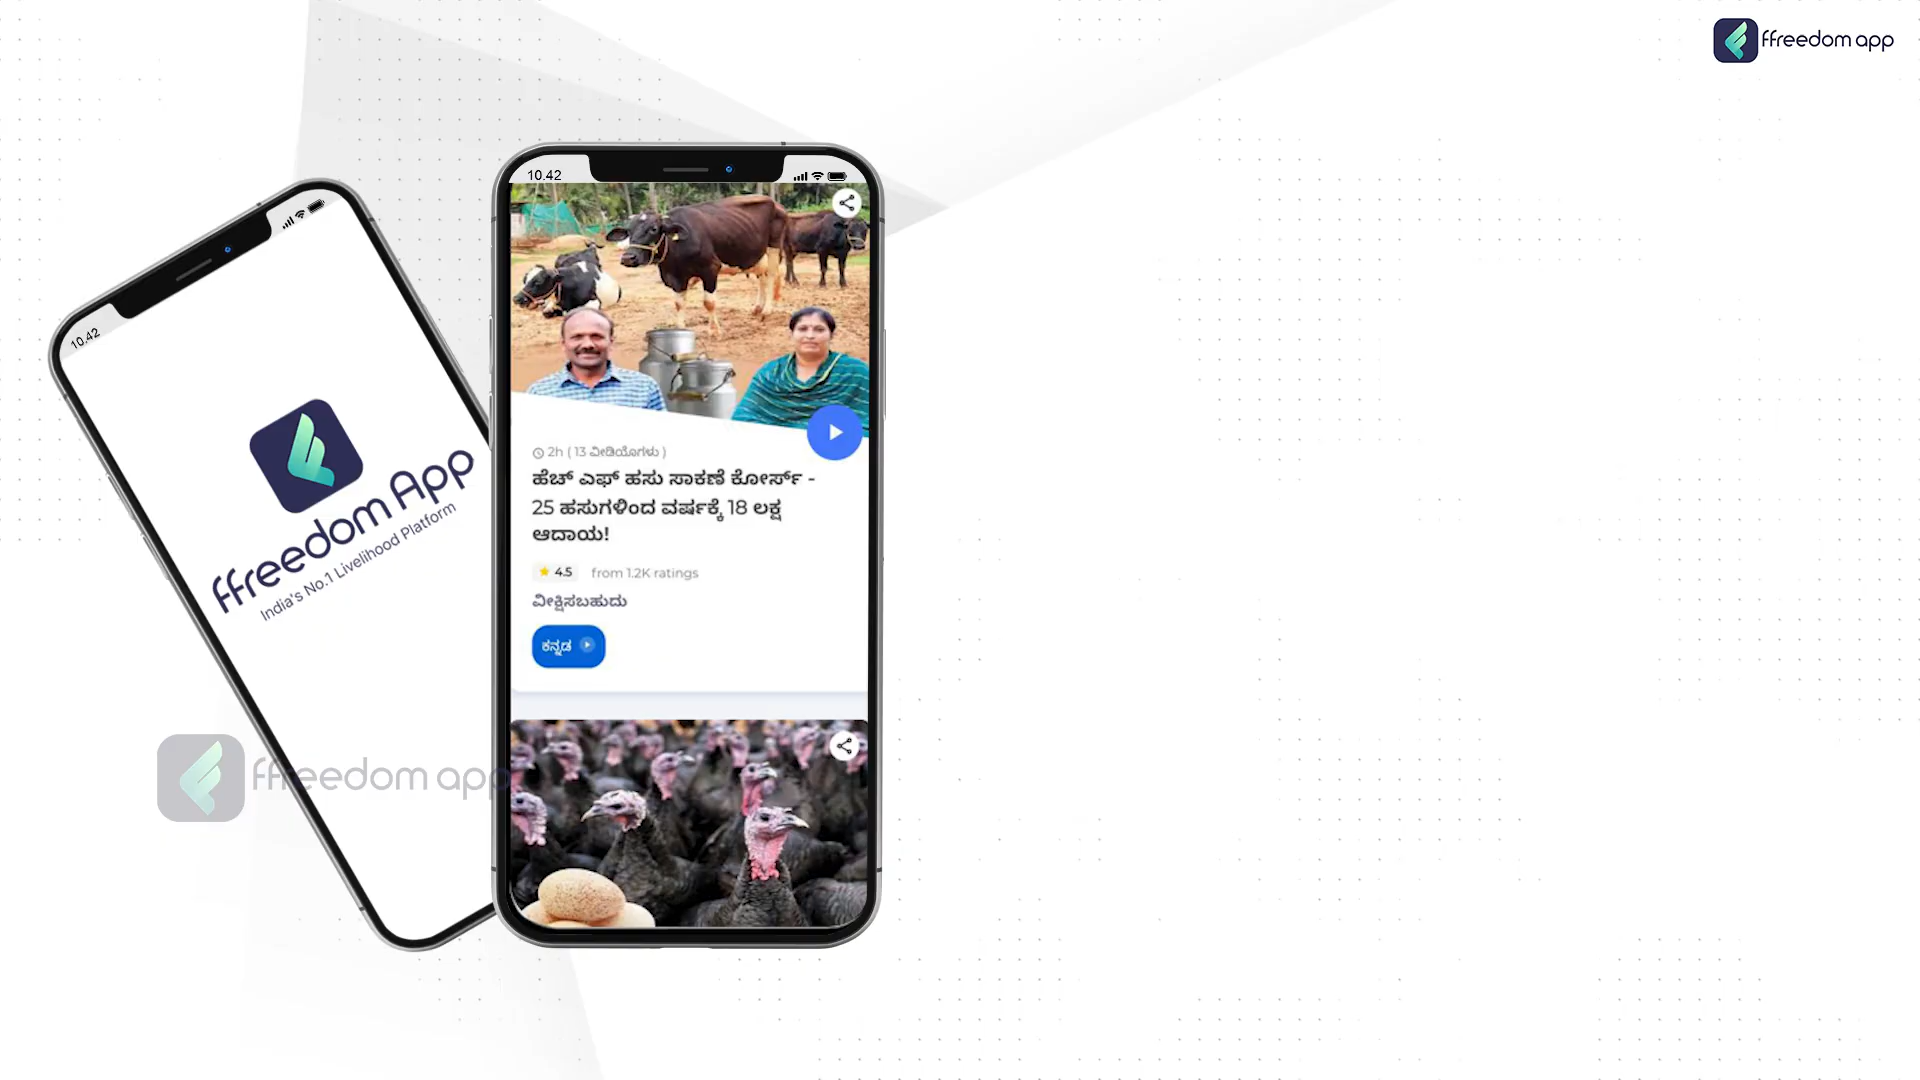 ffreedom app
10.42
10.42
ffreedom App
India's No.1 Livelihood Platform
2h ( 13 ವೀಡಿಯೊಗಳು )
ಹೆಚ್ ಎಫ್ ಹಸು ಸಾಕಣೆ ಕೋರ್ಸ್ -
25 ಹಸುಗಳಿಂದ ವರ್ಷಕ್ಕೆ 18 ಲಕ್ಷ
ಆದಾಯ!
4.5 from 1.2K ratings
ವೀಕ್ಷಿಸಬಹುದು
ಕನ್ನಡ
ffreedom app